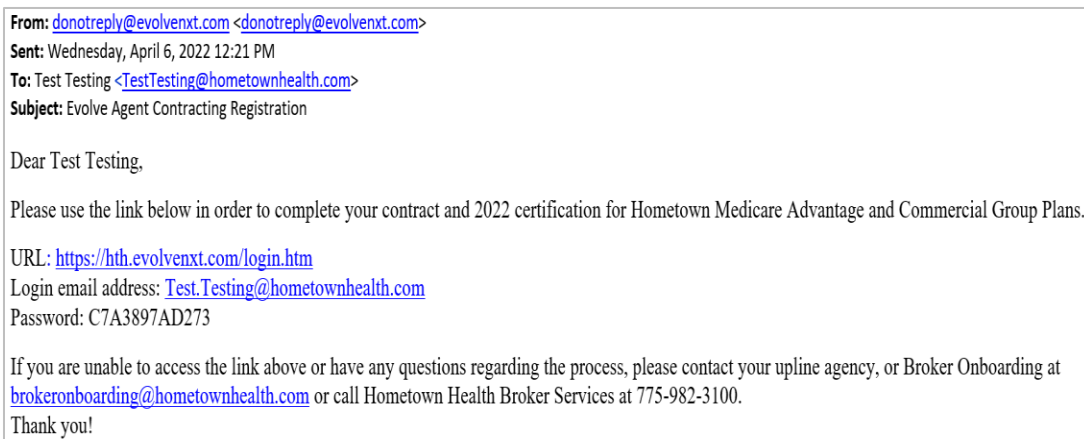 From: donotreply@evolvenxt.com <donotreply@evolvenxt.com>
Sent: Wednesday, April 6, 2022 12:21 PM
To: Test Testing <TestTesting@hometownhealth.com>
Subject: Evolve Agent Contracting Registration
Dear Test Testing,
Please use the link below in order to complete your contract and 2022 certification for Hometown Medicare Advantage and Commercial Group Plans.
URL: https://hth.evolvenxt.com/login.htm
Login email address: Test.Testing@hometownhealth.com
Password: C7A3897AD273
If you are unable to access the link above or have any questions regarding the process, please contact your upline agency, or Broker Onboarding at
brokeronboarding@hometownhealth.com or call Hometown Health Broker Services at 775-982-3100.
Thank you!